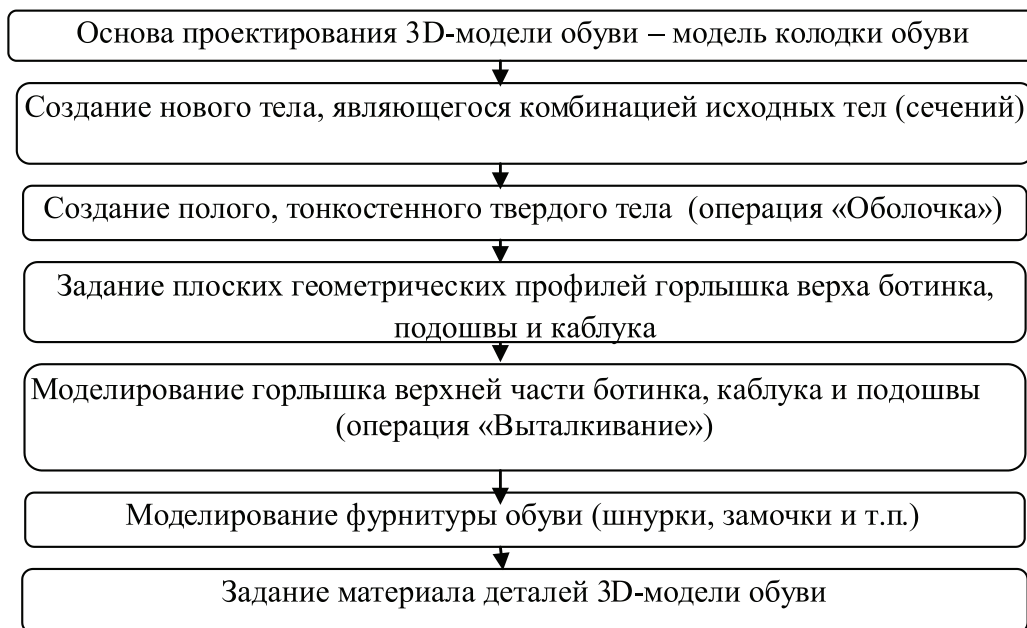 Основа проектирования 3D-модели обуви – модель колодки обуви
Создание нового тела, являющегося комбинацией исходных тел (сечений)
Создание полого, тонкостенного твердого тела (операция «Оболочка»)
Задание плоских геометрических профилей горлышка верха ботинка,
подошвы и каблука
Моделирование горлышка верхней части ботинка, каблука и подошвы
(операция «Выталкивание»)
Моделирование фурнитуры обуви (шнурки, замочки и т.п.)
Задание материала деталей 3D-модели обуви